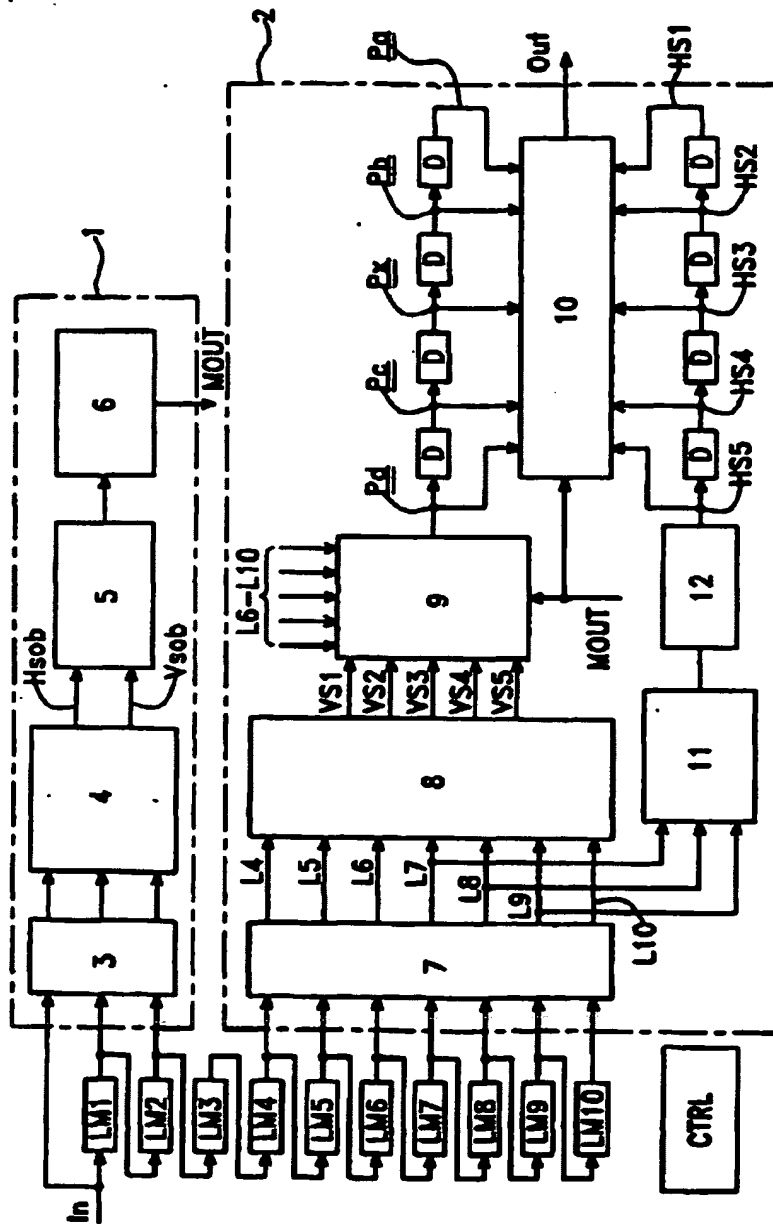 1
2
3
4
5
6
Hsob
Vsob
MOUT
In
LM1
LM2
LM3
LM4
LM5
LM6
LM7
LM8
LM9
LM10
CTRL
7
L4
L5
L6
L7
L8
L9
L10
8
VS1
VS2
VS3
VS4
VS5
L6-L10
9
MOUT
Pd
Pc
Px
Pb
Pa
D
D
D
D
10
Out
11
12
D
D
D
D
HS5
HS4
HS3
HS2
HS1